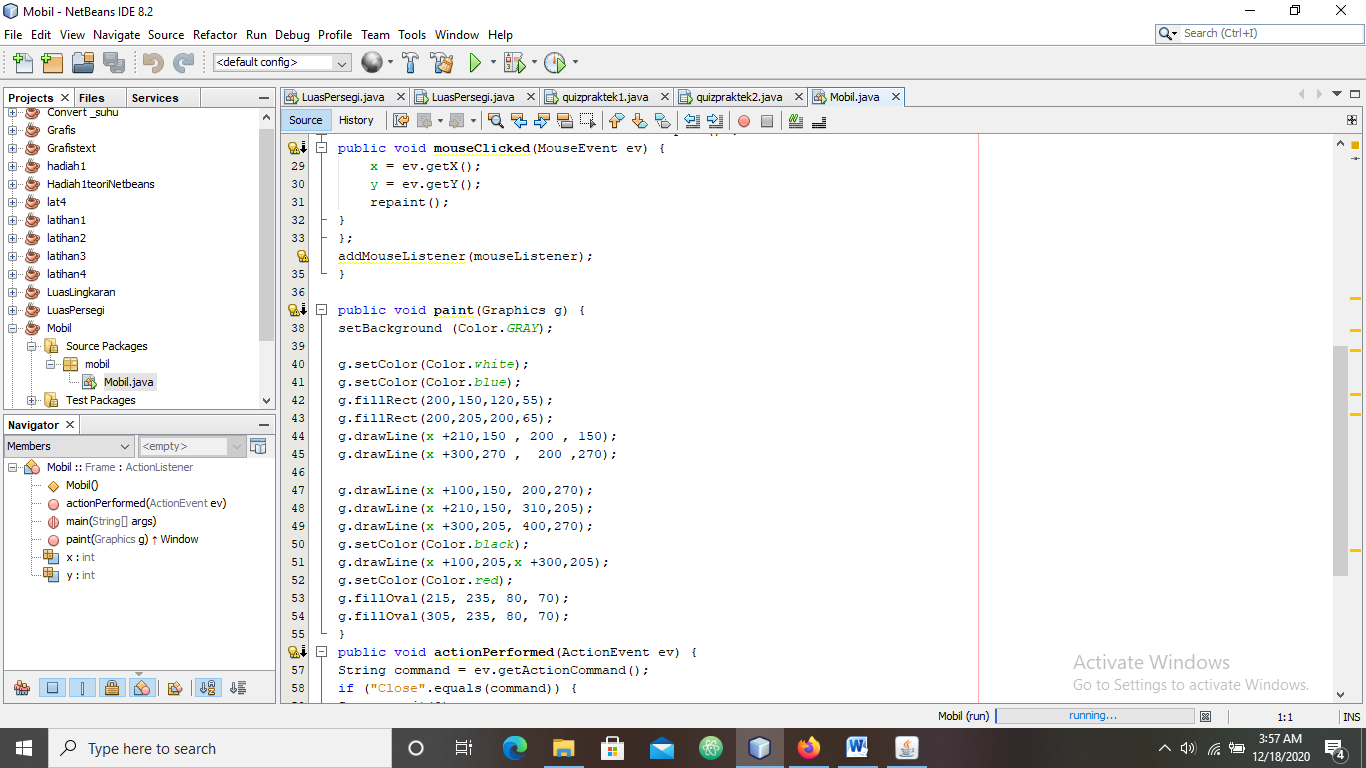 Mobil - NetBeans IDE 8.2
File Edit View Navigate Source Refactor Run Debug Profile Team Tools Window Help
Search (Ctrl+I)
<default config>
Projects Files Services
Convert _suhu
Grafis
Grafistext
hadiah1
Hadiah1teoriNetbeans
lat4
latihan1
latihan2
latihan3
latihan4
LuasLingkaran
LuasPersegi
Mobil
Source Packages
mobil
Mobil.java
Test Packages
Navigator
Members <empty>
Mobil :: Frame : ActionListener
Mobil()
actionPerformed(ActionEvent ev)
main(String[] args)
paint(Graphics g) ↑ Window
x : int
y : int
LuasPersegi.java LuasPersegi.java quizpraktek1.java quizpraktek2.java Mobil.java
Source History
public void mouseClicked(MouseEvent ev) {
29 x = ev.getX();
30 y = ev.getY();
31 repaint();
32 }
33 };
addMouseListener(mouseListener);
35 }
36
public void paint(Graphics g) {
38 setBackground (Color.GRAY);
39
40 g.setColor(Color.white);
41 g.setColor(Color.blue);
42 g.fillRect(200,150,120,55);
43 g.fillRect(200,205,200,65);
44 g.drawLine(x +210,150 , 200 , 150);
45 g.drawLine(x +300,270 ,  200 ,270);
46
47 g.drawLine(x +100,150, 200,270);
48 g.drawLine(x +210,150, 310,205);
49 g.drawLine(x +300,205, 400,270);
50 g.setColor(Color.black);
51 g.drawLine(x +100,205,x +300,205);
52 g.setColor(Color.red);
53 g.fillOval(215, 235, 80, 70);
54 g.fillOval(305, 235, 80, 70);
55 }
public void actionPerformed(ActionEvent ev) {
57 String command = ev.getActionCommand();
58 if ("Close".equals(command)) {
Activate Windows
Go to Settings to activate Windows.
Mobil (run) running... 1:1 INS
Type here to search
3:57 AM
12/18/2020
4